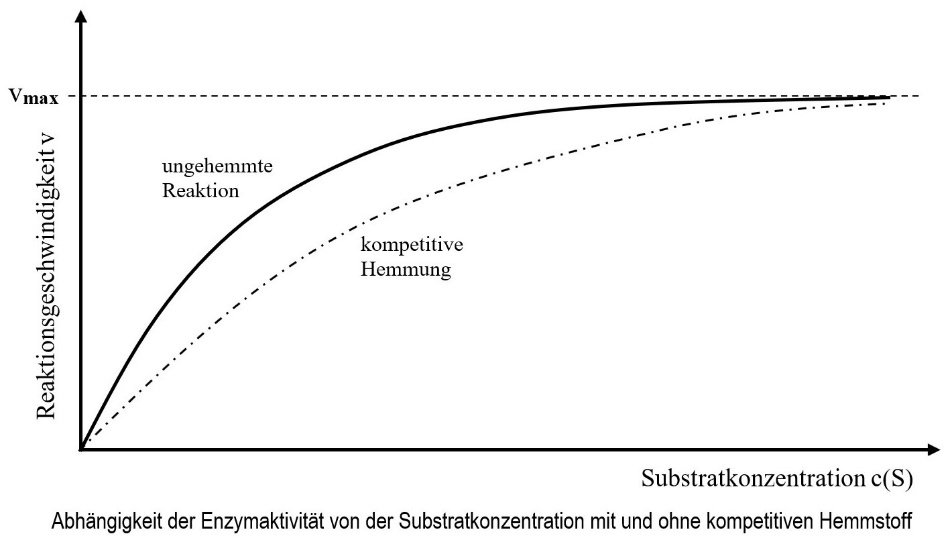 Vmax
Reaktionsgeschwindigkeit v
ungehemmte
Reaktion
kompetitive
Hemmung
Substratkonzentration c(S)
Abhängigkeit der Enzymaktivität von der Substratkonzentration mit und ohne kompetitiven Hemmstoff